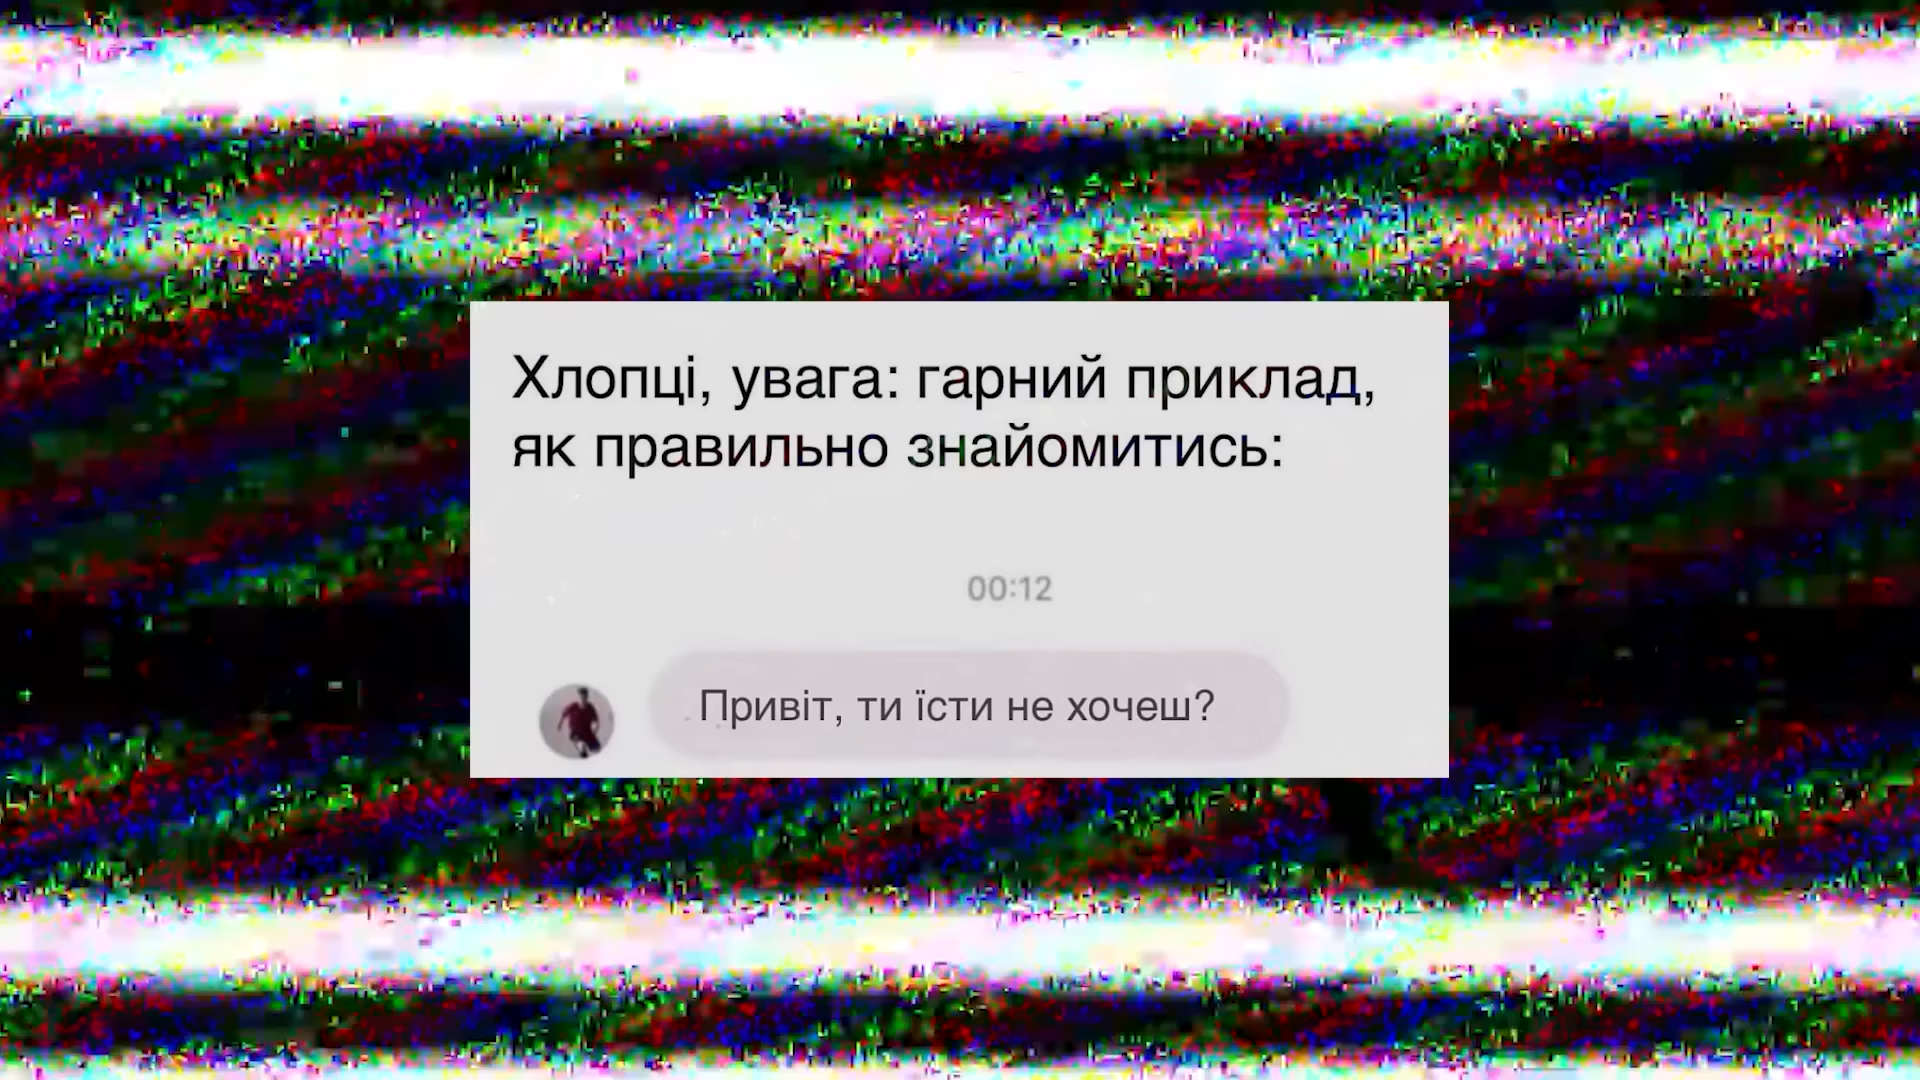 Хлопці, увага: гарний приклад,
як правильно знайомитись:
00:12
Привіт, ти їсти не хочеш?